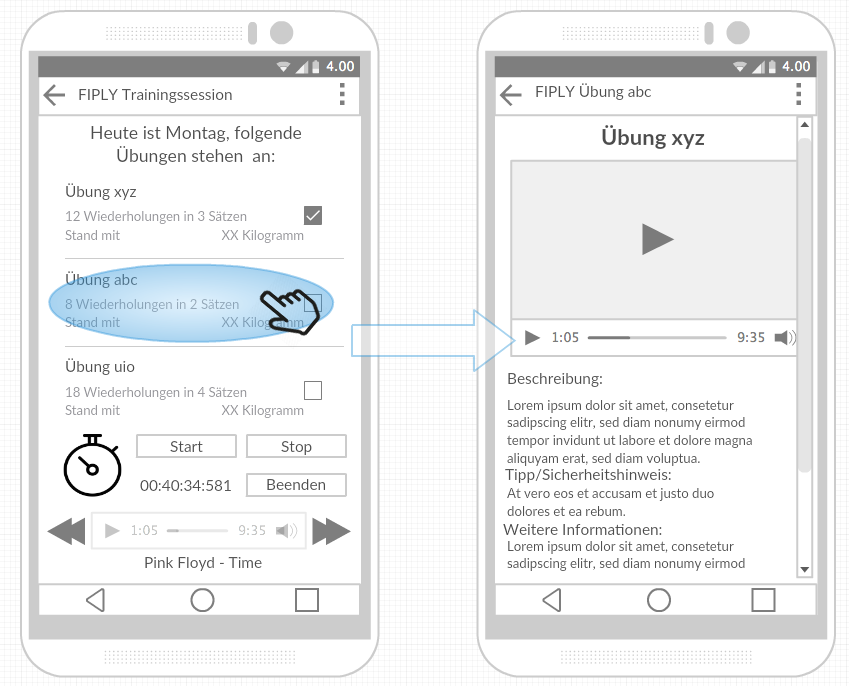 4.00
FIPLY Trainingssession
Heute ist Montag, folgende
Übungen stehen an:
Übung xyz
12 Wiederholungen in 3 Sätzen
Stand mit XX Kilogramm
Übung abc
8 Wiederholungen in 2 Sätzen
Stand mit XX Kilogramm
Übung uio
18 Wiederholungen in 4 Sätzen
Stand mit XX Kilogramm
Start Stop
00:40:34:581 Beenden
1:05 9:35
Pink Floyd - Time
4.00
FIPLY Übung abc
Übung xyz
1:05 9:35
Beschreibung:
Lorem ipsum dolor sit amet, consetetur
sadipscing elitr, sed diam nonumy eirmod
tempor invidunt ut labore et dolore magna
aliquyam erat, sed diam voluptua.
Tipp/Sicherheitshinweis:
At vero eos et accusam et justo duo
dolores et ea rebum.
Weitere Informationen:
Lorem ipsum dolor sit amet, consetetur
sadipscing elitr, sed diam nonumy eirmod